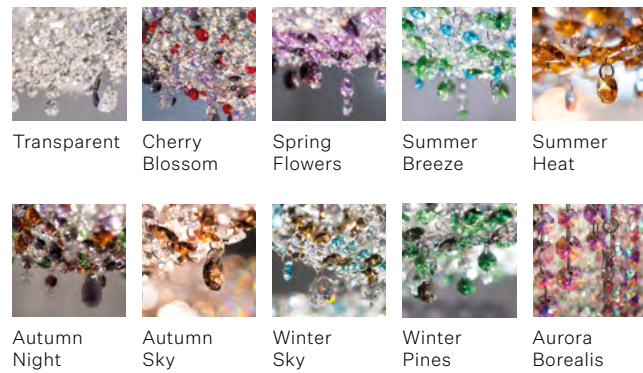 Transparent
Cherry
Blossom
Spring
Flowers
Summer
Breeze
Summer
Heat
Autumn
Night
Autumn
Sky
Winter
Sky
Winter
Pines
Aurora
Borealis